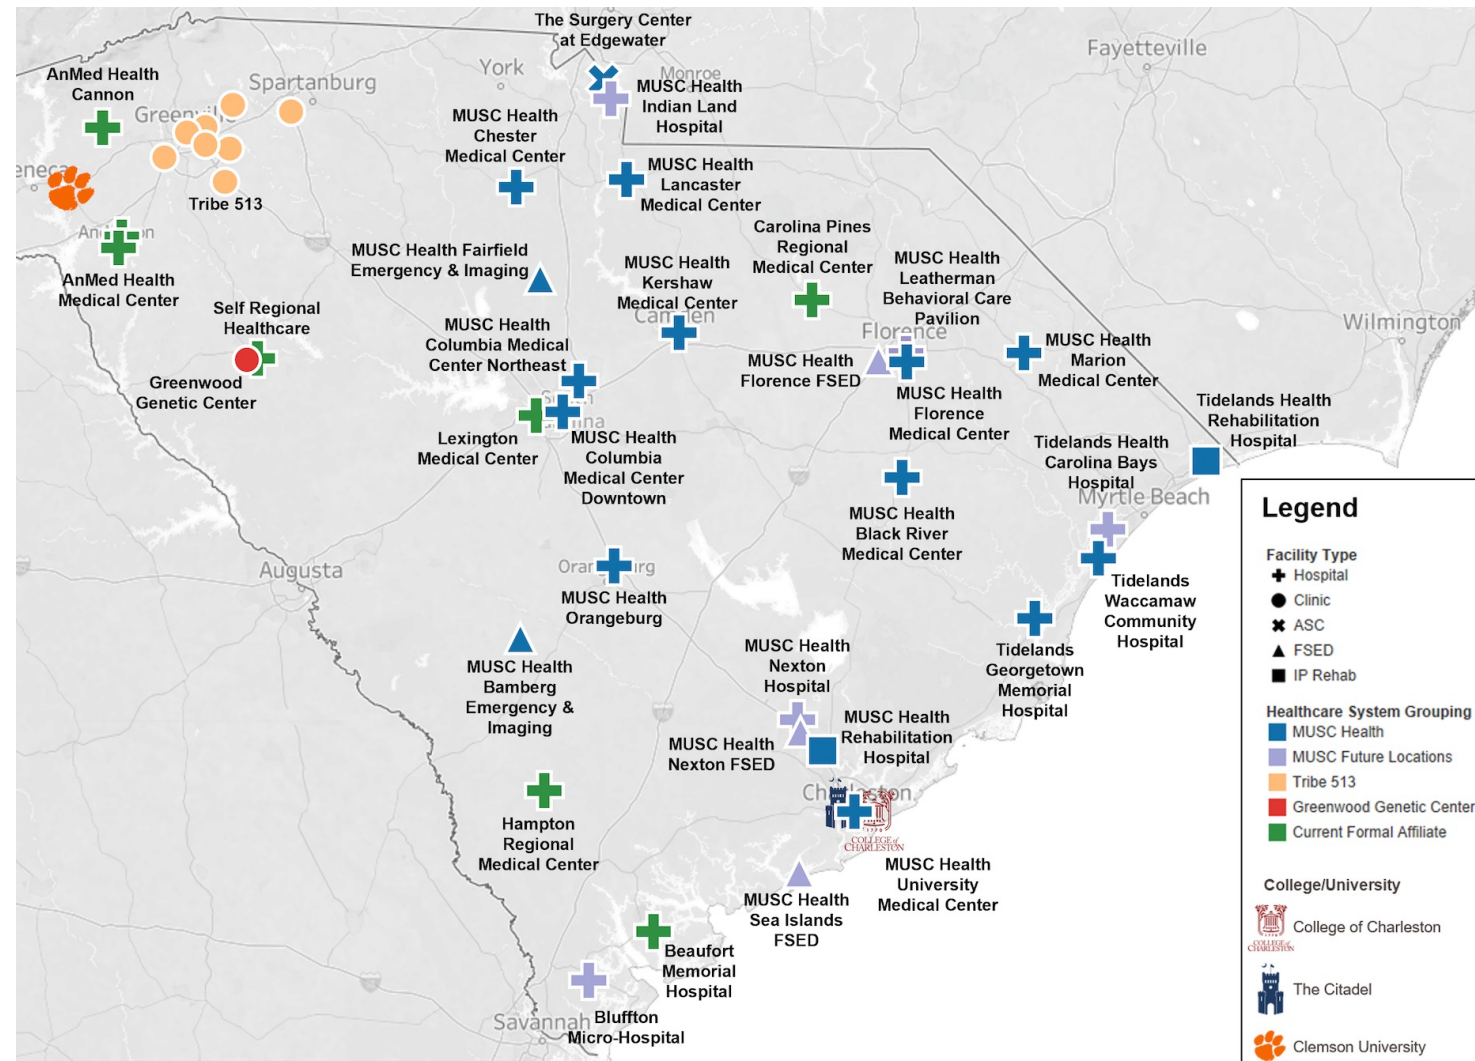 The Surgery Center
at Edgewater
Fayetteville
AnMed Health
Cannon
Spartanburg
York
Monroe
MUSC Health
Indian Land
Hospital
Greenvill
MUSC Health
Chester
Medical Center
MUSC Health
Lancaster
Medical Center
eneca
Tribe 513
Carolina Pines
Regional
Medical Center
MUSC Health Fairfield
Emergency & Imaging
MUSC Health
Kershaw
Medical Center
Camden
MUSC Health
Leatherman
Behavioral Care
Pavilion
Florence
AnMed Health
Medical Center
Self Regional
Healthcare
Greenwood
Genetic Center
MUSC Health
Columbia Medical
Center Northeast
MUSC Health
Florence FSED
MUSC Health
Marion
Medical Center
Wilmington
MUSC Health
Florence
Medical Center
Tidelands Health
Rehabilitation
Hospital
Lexington
Medical Center
MUSC Health
Columbia
Medical Center
Downtown
Tidelands Health
Carolina Bays
Hospital
Myrtle Beach
MUSC Health
Black River
Medical Center
Augusta
MUSC Health
Orangeburg
Tidelands
Waccamaw
Community
Hospital
MUSC Health
Bamberg
Emergency &
Imaging
MUSC Health
Nexton
Hospital
Tidelands
Georgetown
Memorial
Hospital
MUSC Health
Nexton FSED
MUSC Health
Rehabilitation
Hospital
Hampton
Regional
Medical Center
COLLEGE of
CHARLESTON
MUSC Health
University
Medical Center
MUSC Health
Sea Islands
FSED
Beaufort
Memorial
Hospital
Savannah
Bluffton
Micro-Hospital
Legend
Facility Type
Hospital
Clinic
ASC
FSED
IP Rehab
Healthcare System Grouping
MUSC Health
MUSC Future Locations
Tribe 513
Greenwood Genetic Center
Current Formal Affiliate
College/University
COLLEGE of
CHARLESTON
College of Charleston
The Citadel
Clemson University